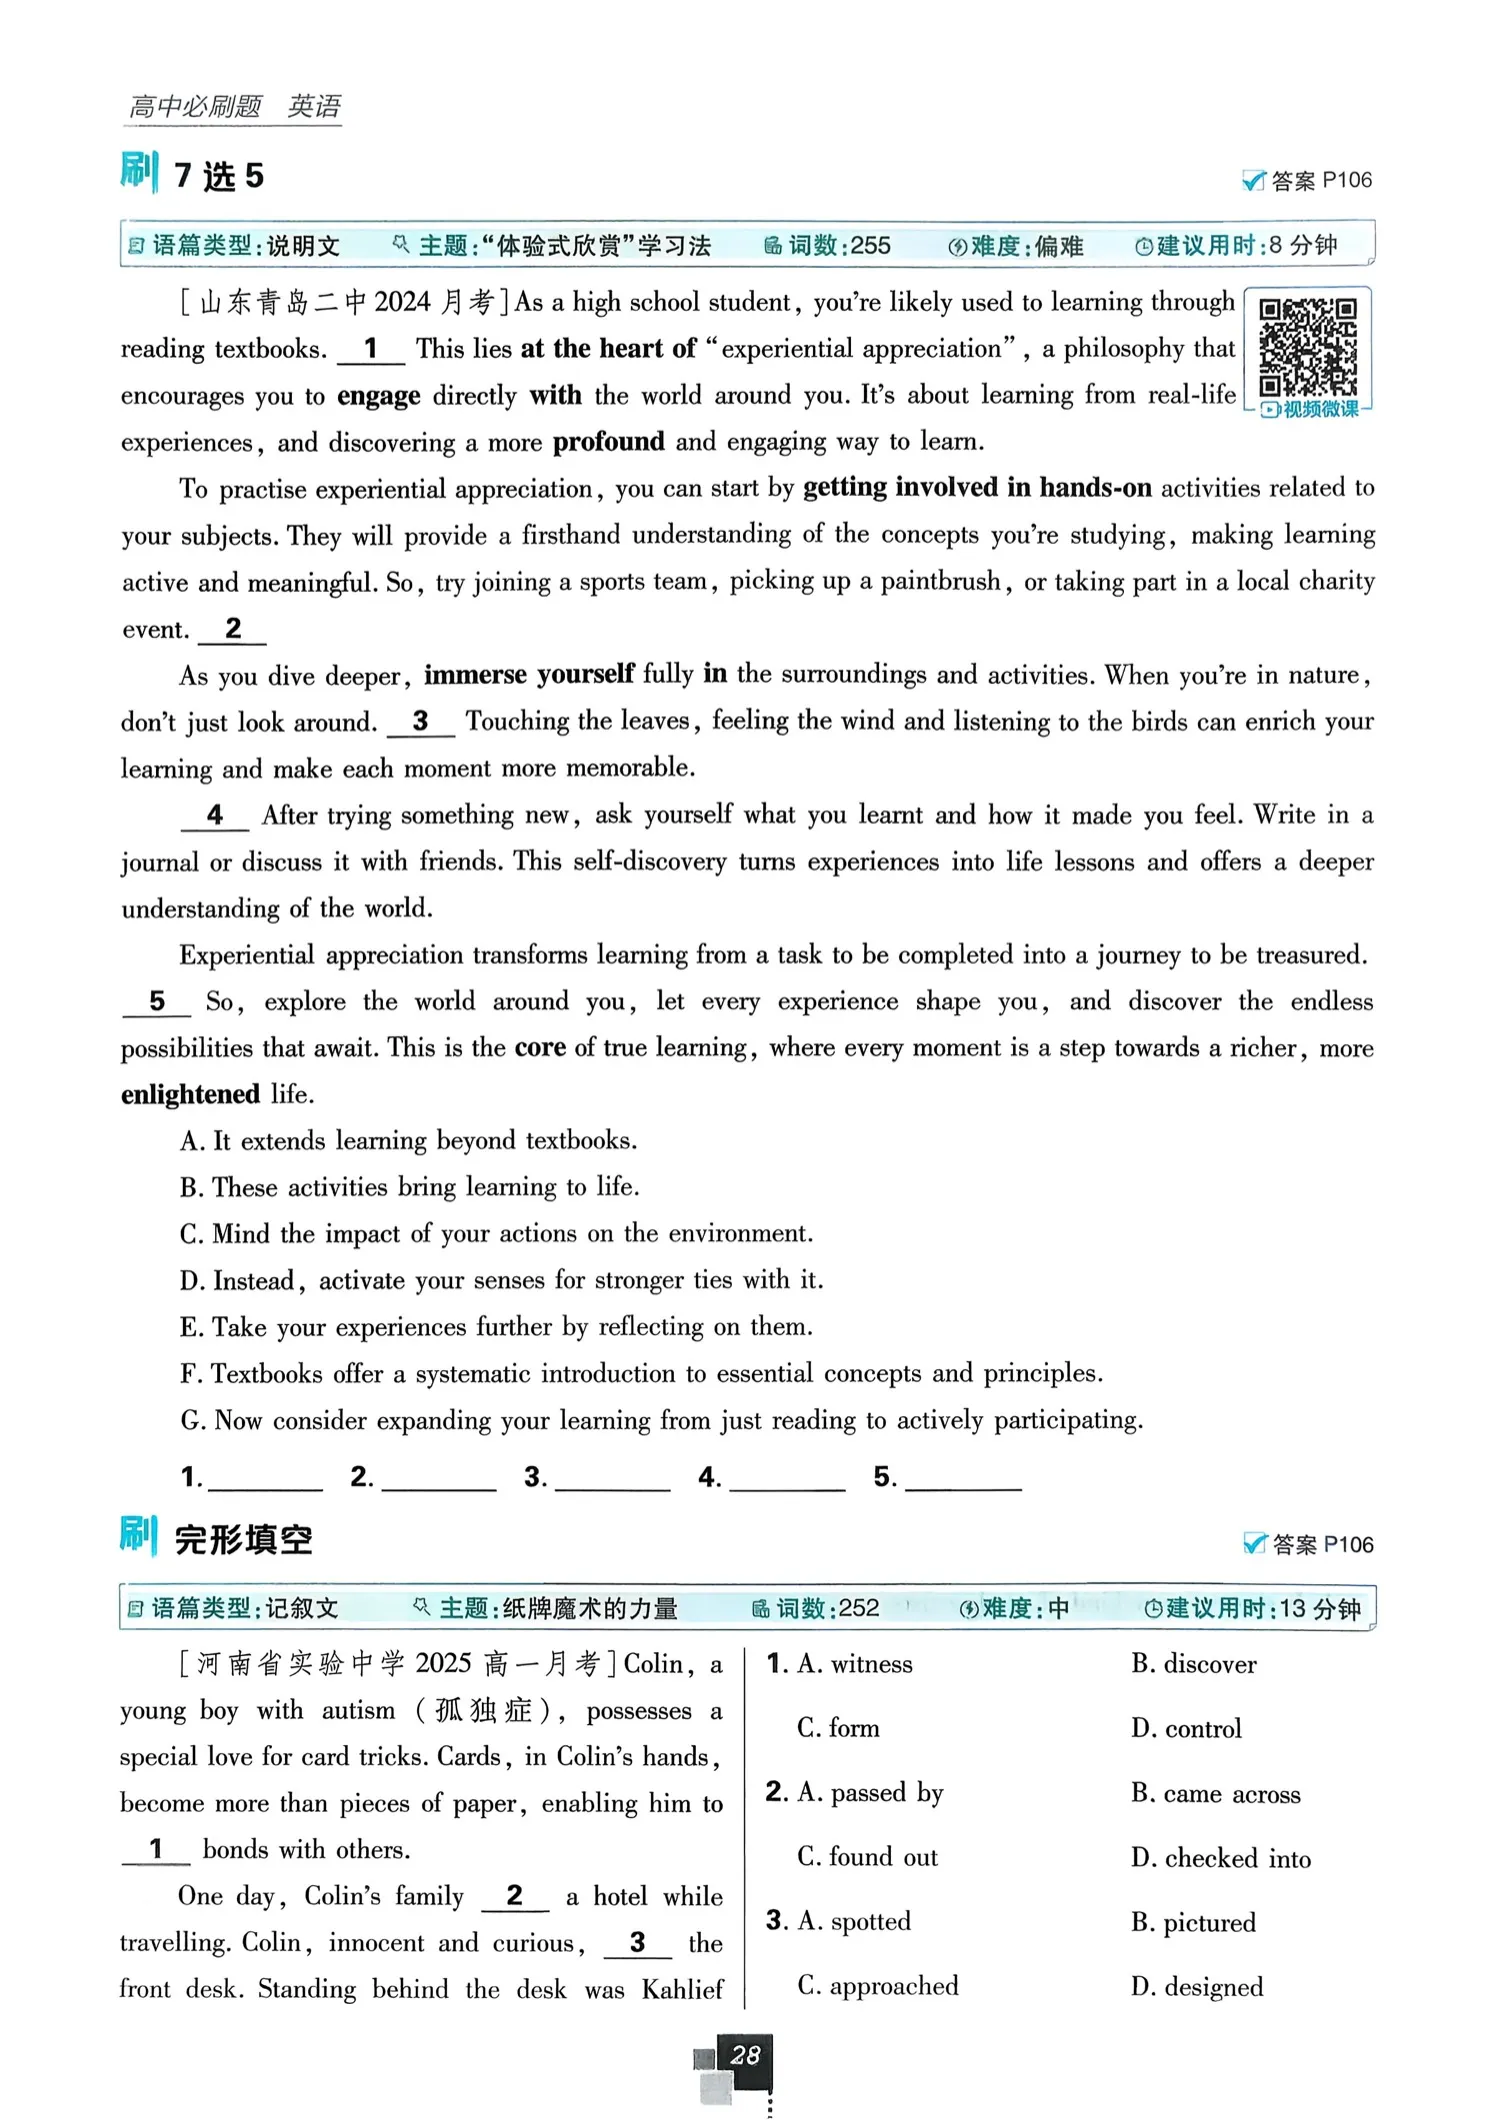 高中必刷题 英语
刷 7 选 5
答案 P106
语篇类型:说明文 主题:“体验式欣赏”学习法 词数:255 难度:偏难 建议用时:8 分钟
[山东青岛二中 2024 月考]As a high school student, you're likely used to learning through
reading textbooks. 1 This lies at the heart of “experiential appreciation”, a philosophy that
encourages you to engage directly with the world around you. It's about learning from real-life
experiences, and discovering a more profound and engaging way to learn.
视频微课
To practise experiential appreciation, you can start by getting involved in hands-on activities related to
your subjects. They will provide a firsthand understanding of the concepts you're studying, making learning
active and meaningful. So, try joining a sports team, picking up a paintbrush, or taking part in a local charity
event. 2
As you dive deeper, immerse yourself fully in the surroundings and activities. When you're in nature,
don't just look around. 3 Touching the leaves, feeling the wind and listening to the birds can enrich your
learning and make each moment more memorable.
4 After trying something new, ask yourself what you learnt and how it made you feel. Write in a
journal or discuss it with friends. This self-discovery turns experiences into life lessons and offers a deeper
understanding of the world.
Experiential appreciation transforms learning from a task to be completed into a journey to be treasured.
5 So, explore the world around you, let every experience shape you, and discover the endless
possibilities that await. This is the core of true learning, where every moment is a step towards a richer, more
enlightened life.
A. It extends learning beyond textbooks.
B. These activities bring learning to life.
C. Mind the impact of your actions on the environment.
D. Instead, activate your senses for stronger ties with it.
E. Take your experiences further by reflecting on them.
F. Textbooks offer a systematic introduction to essential concepts and principles.
G. Now consider expanding your learning from just reading to actively participating.
1. 2. 3. 4. 5.
刷 完形填空
答案 P106
语篇类型:记叙文 主题:纸牌魔术的力量 词数:252 难度:中 建议用时:13 分钟
[河南省实验中学 2025 高一月考]Colin, a
young boy with autism (孤独症), possesses a
special love for card tricks. Cards, in Colin's hands,
become more than pieces of paper, enabling him to
1 bonds with others.
One day, Colin's family 2 a hotel while
travelling. Colin, innocent and curious, 3 the
front desk. Standing behind the desk was Kahlief
1. A. witness B. discover
C. form D. control
2. A. passed by B. came across
C. found out D. checked into
3. A. spotted B. pictured
C. approached D. designed
28